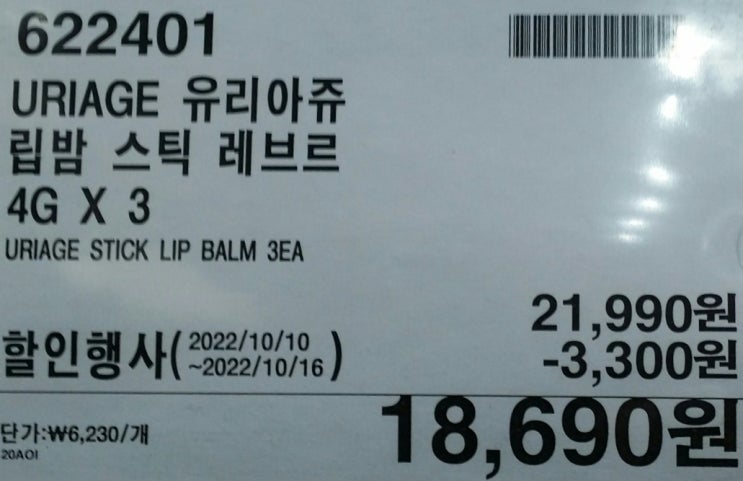 622401
URIAGE 유리아쥬
립밤 스틱 레브르
4G X 3
URIAGE STICK LIP BALM 3EA
21,990원
할인행사(2022/10/10 ~2022/10/16)
-3,300원
단가:₩6,230/개
18,690원
20AOI